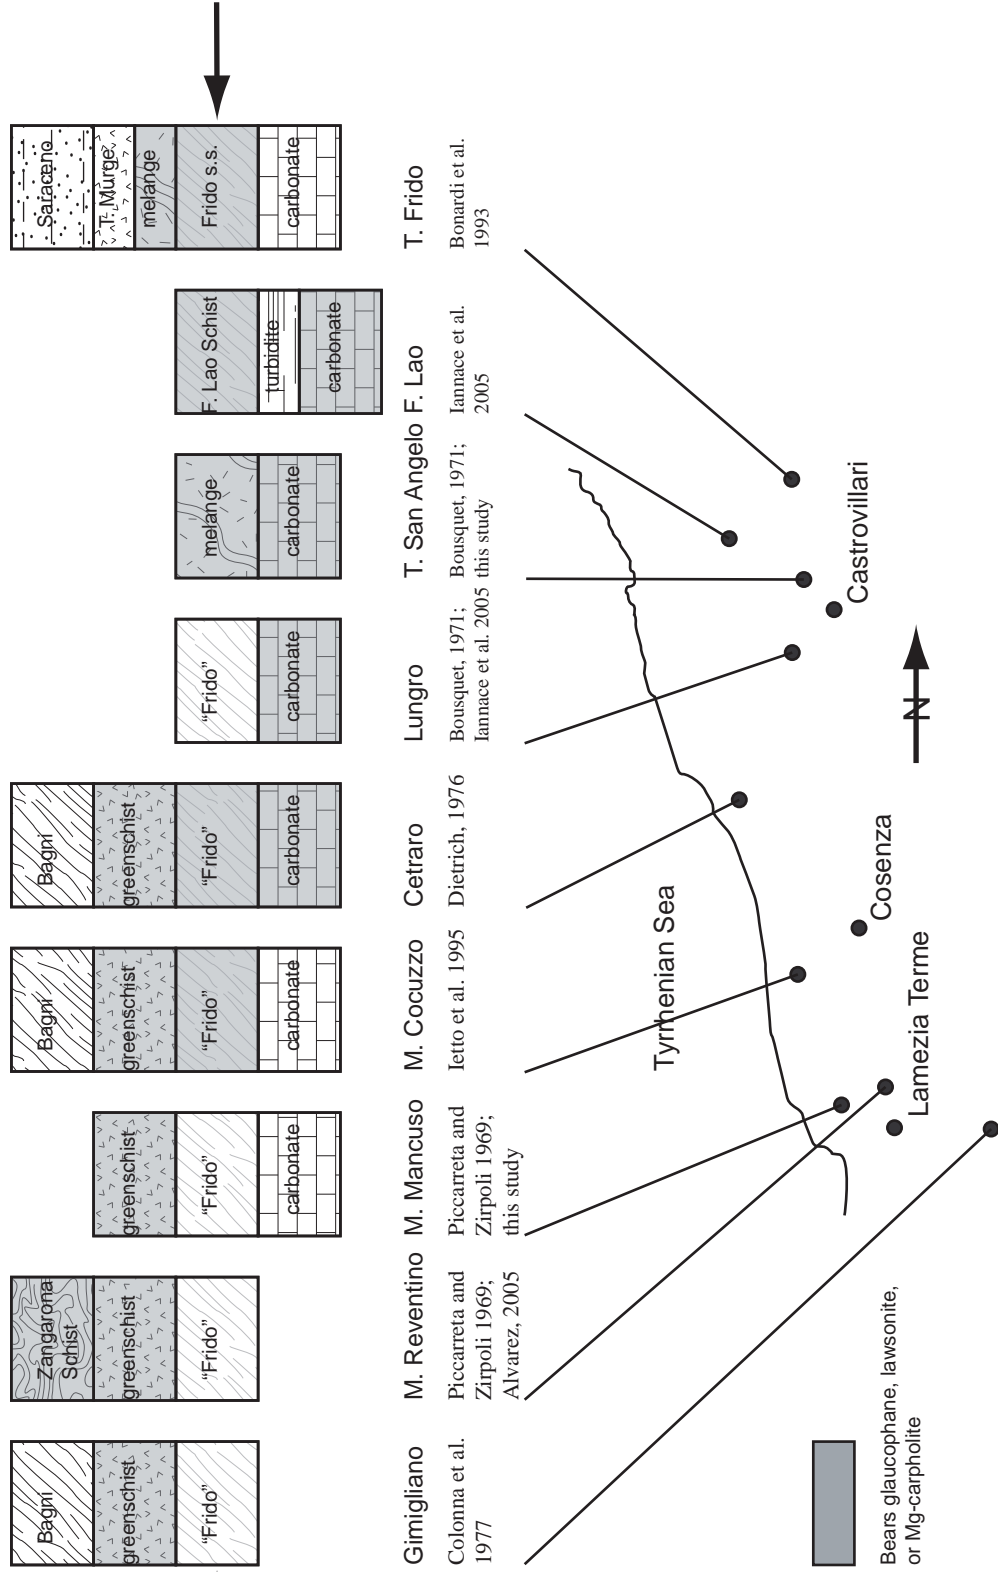 Bagni
greenschist
“Frido”
Zangarona
Schist
greenschist
“Frido”
greenschist
“Frido”
carbonate
Bagni
greenschist
“Frido”
carbonate
Bagni
greenschist
“Frido”
carbonate
“Frido”
carbonate
melange
carbonate
F. Lao Schist
turbidite
carbonate
Saraceno
T. Murge
melange
Frido s.s.
carbonate
Gimigliano
Colonna et al.
1977
M. Reventino
Piccarreta and
Zirpoli 1969;
Alvarez, 2005
M. Mancuso
Piccarreta and
Zirpoli 1969;
this study
M. Cocuzzo
Ietto et al. 1995
Cetraro
Dietrich, 1976
Lungro
Bousquet, 1971;
Iannace et al. 2005
T. San Angelo
Bousquet, 1971;
this study
F. Lao
Iannace et al.
2005
T. Frido
Bonardi et al.
1993
Tyrrhenian Sea
Castrovillari
N
Cosenza
Lamezia Terme
Bears glaucophane, lawsonite,
or Mg-carpholite